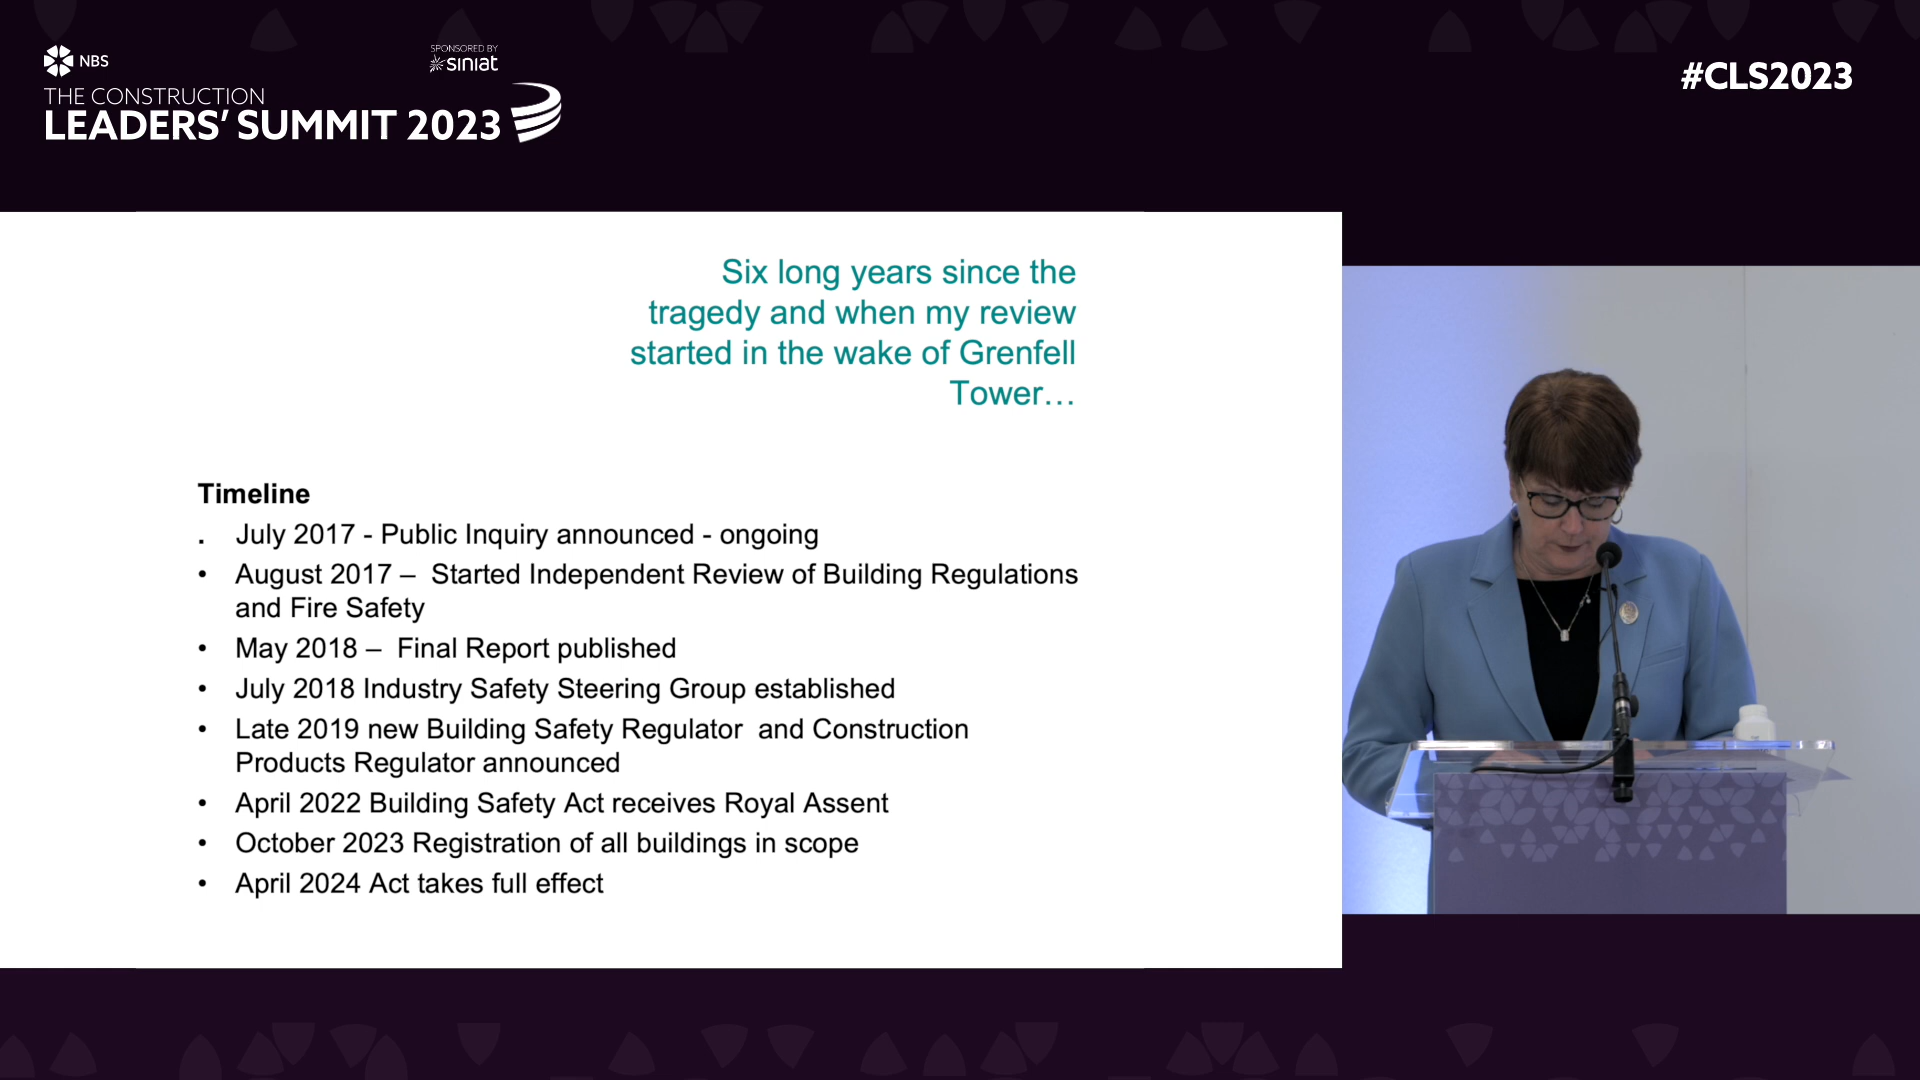 NBS
SPONSORED BY
siniat
THE CONSTRUCTION
LEADERS’ SUMMIT 2023
#CLS2023
Six long years since the
tragedy and when my review
started in the wake of Grenfell
Tower…
Timeline
. July 2017 - Public Inquiry announced - ongoing
• August 2017 – Started Independent Review of Building Regulations
and Fire Safety
• May 2018 – Final Report published
• July 2018 Industry Safety Steering Group established
• Late 2019 new Building Safety Regulator and Construction
Products Regulator announced
• April 2022 Building Safety Act receives Royal Assent
• October 2023 Registration of all buildings in scope
• April 2024 Act takes full effect